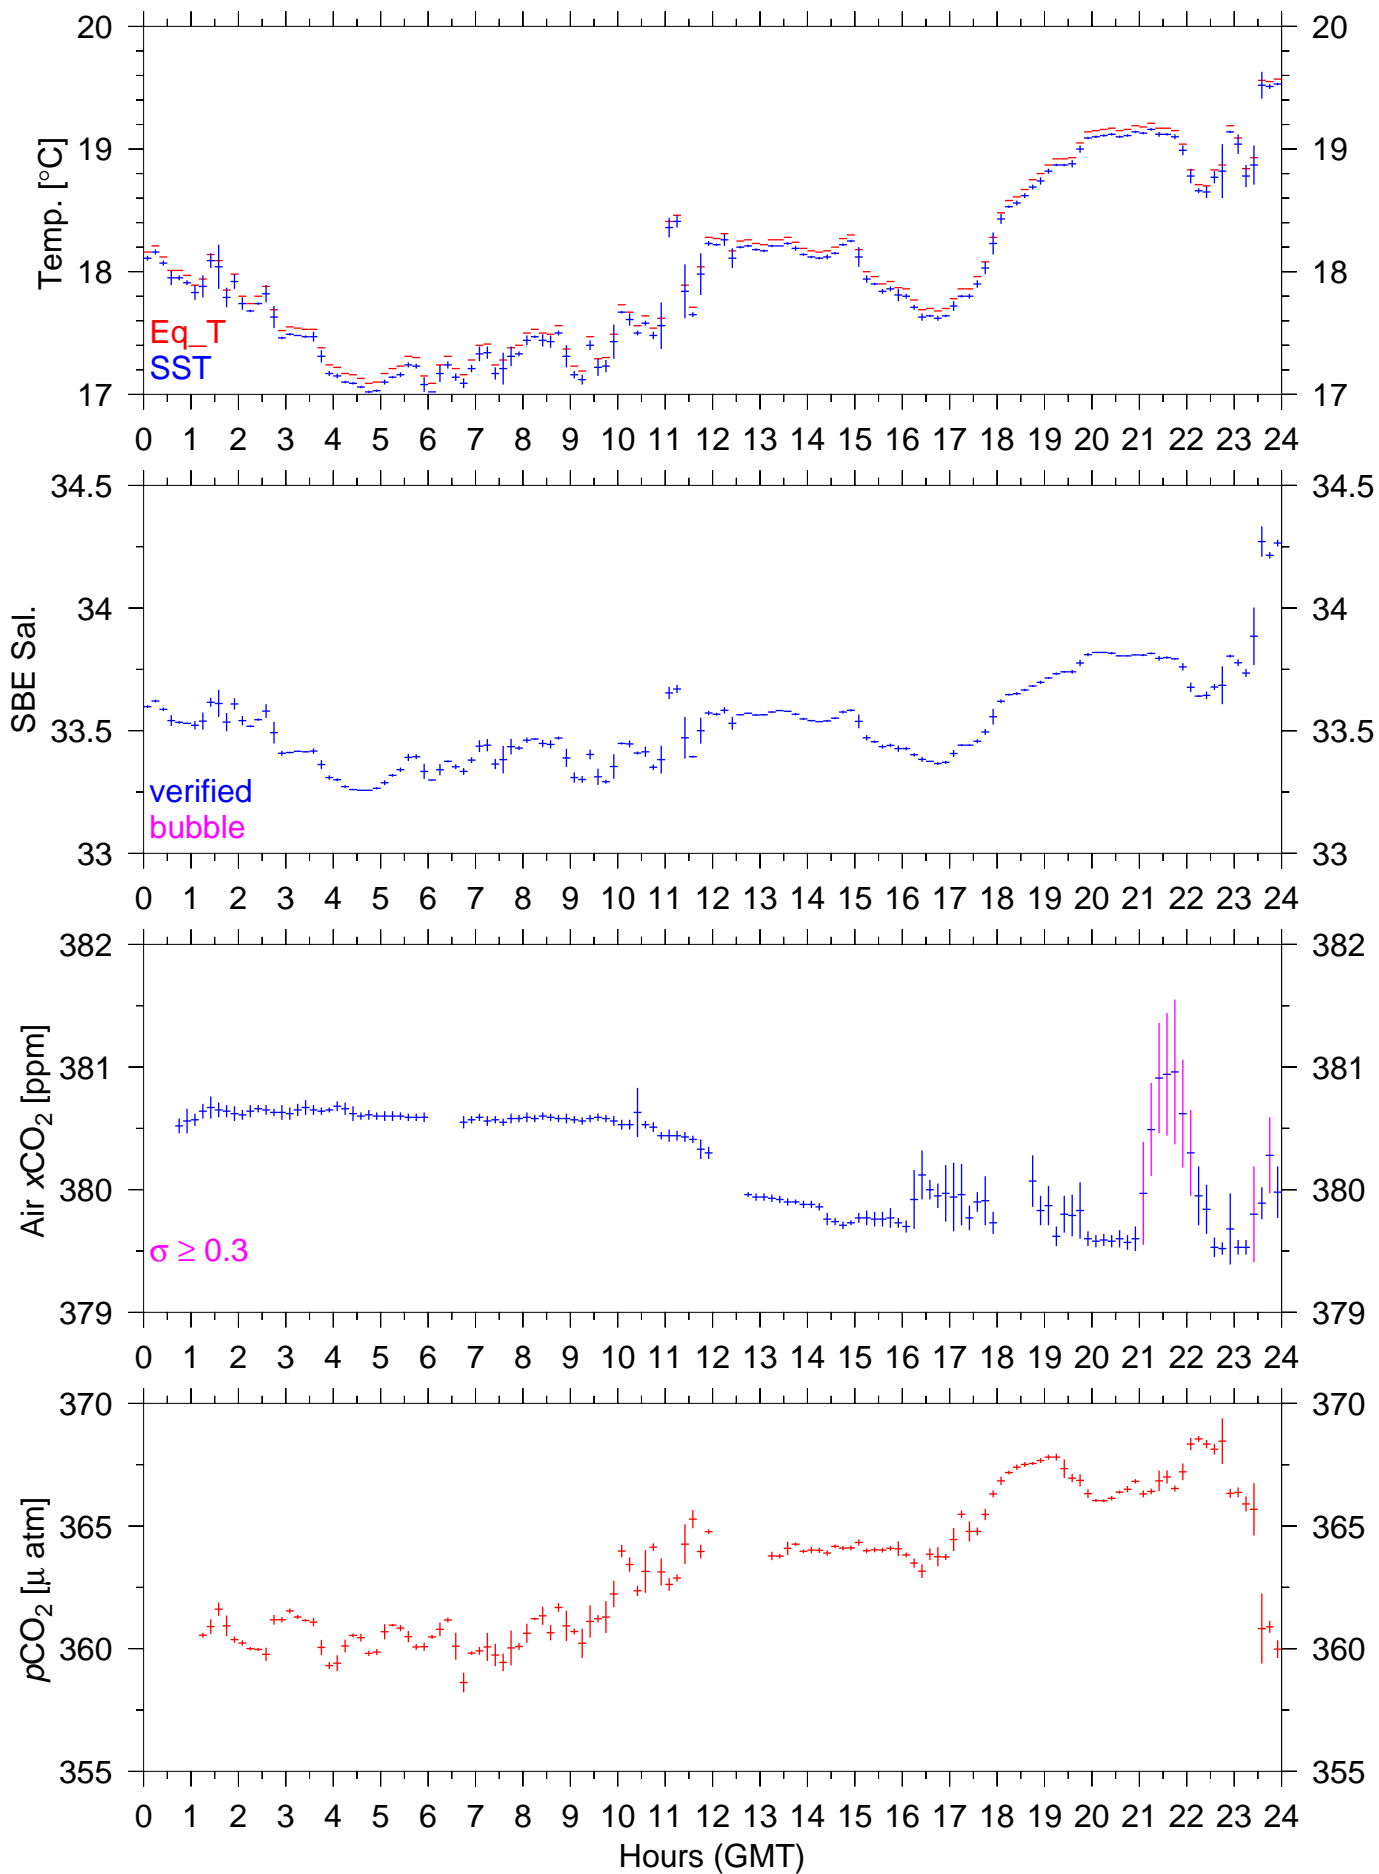 20 20
19 19
18 18
17 17
Temp. [°C]
Eq_T
SST
0 1 2 3 4 5 6 7 8 9 10 11 12 13 14 15 16 17 18 19 20 21 22 23 24
34.5 34.5
34 34
33.5 33.5
33 33
SBE Sal.
verified
bubble
0 1 2 3 4 5 6 7 8 9 10 11 12 13 14 15 16 17 18 19 20 21 22 23 24
382 382
381 381
380 380
379 379
Air xCO₂ [ppm]
σ ≥ 0.3
0 1 2 3 4 5 6 7 8 9 10 11 12 13 14 15 16 17 18 19 20 21 22 23 24
370 370
365 365
360 360
355 355
pCO₂ [μ atm]
0 1 2 3 4 5 6 7 8 9 10 11 12 13 14 15 16 17 18 19 20 21 22 23 24
Hours (GMT)